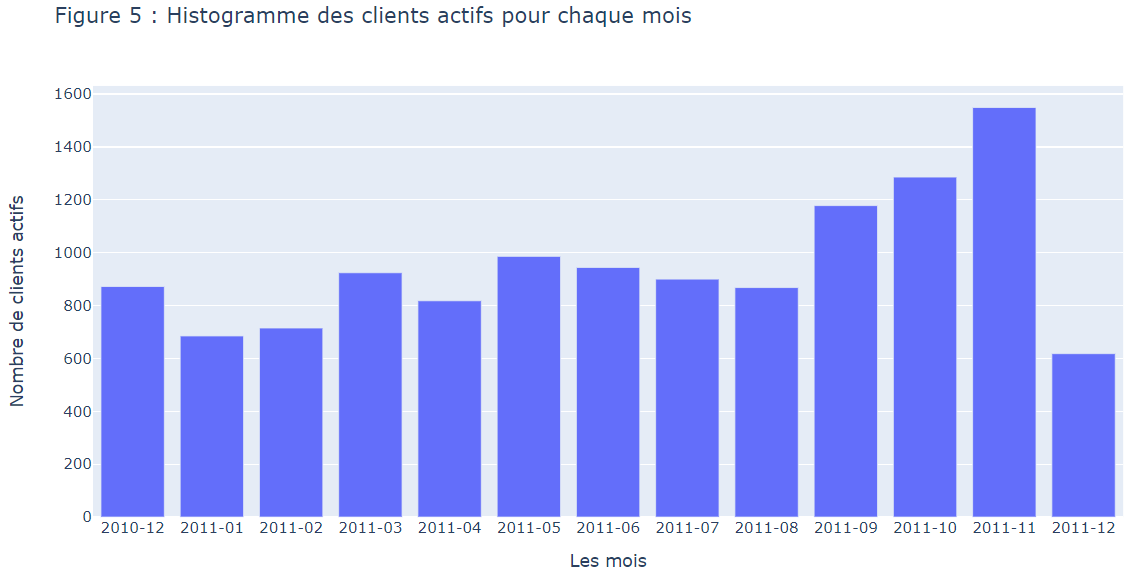 Figure 5 : Histogramme des clients actifs pour chaque mois
1600
1400
1200
1000
800
600
400
200
0
Nombre de clients actifs
2010-12 2011-01 2011-02 2011-03 2011-04 2011-05 2011-06 2011-07 2011-08 2011-09 2011-10 2011-11 2011-12
Les mois